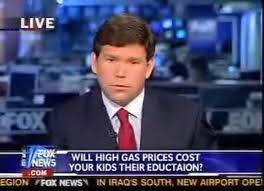 LIVE
FOX
NEWS
.COM
WILL HIGH GAS PRICES COST
YOUR KIDS THEIR EDUCTAION?
EGION FOX NEWS IN IRAQ'S SOUTH, NEW AIRPORT OPE